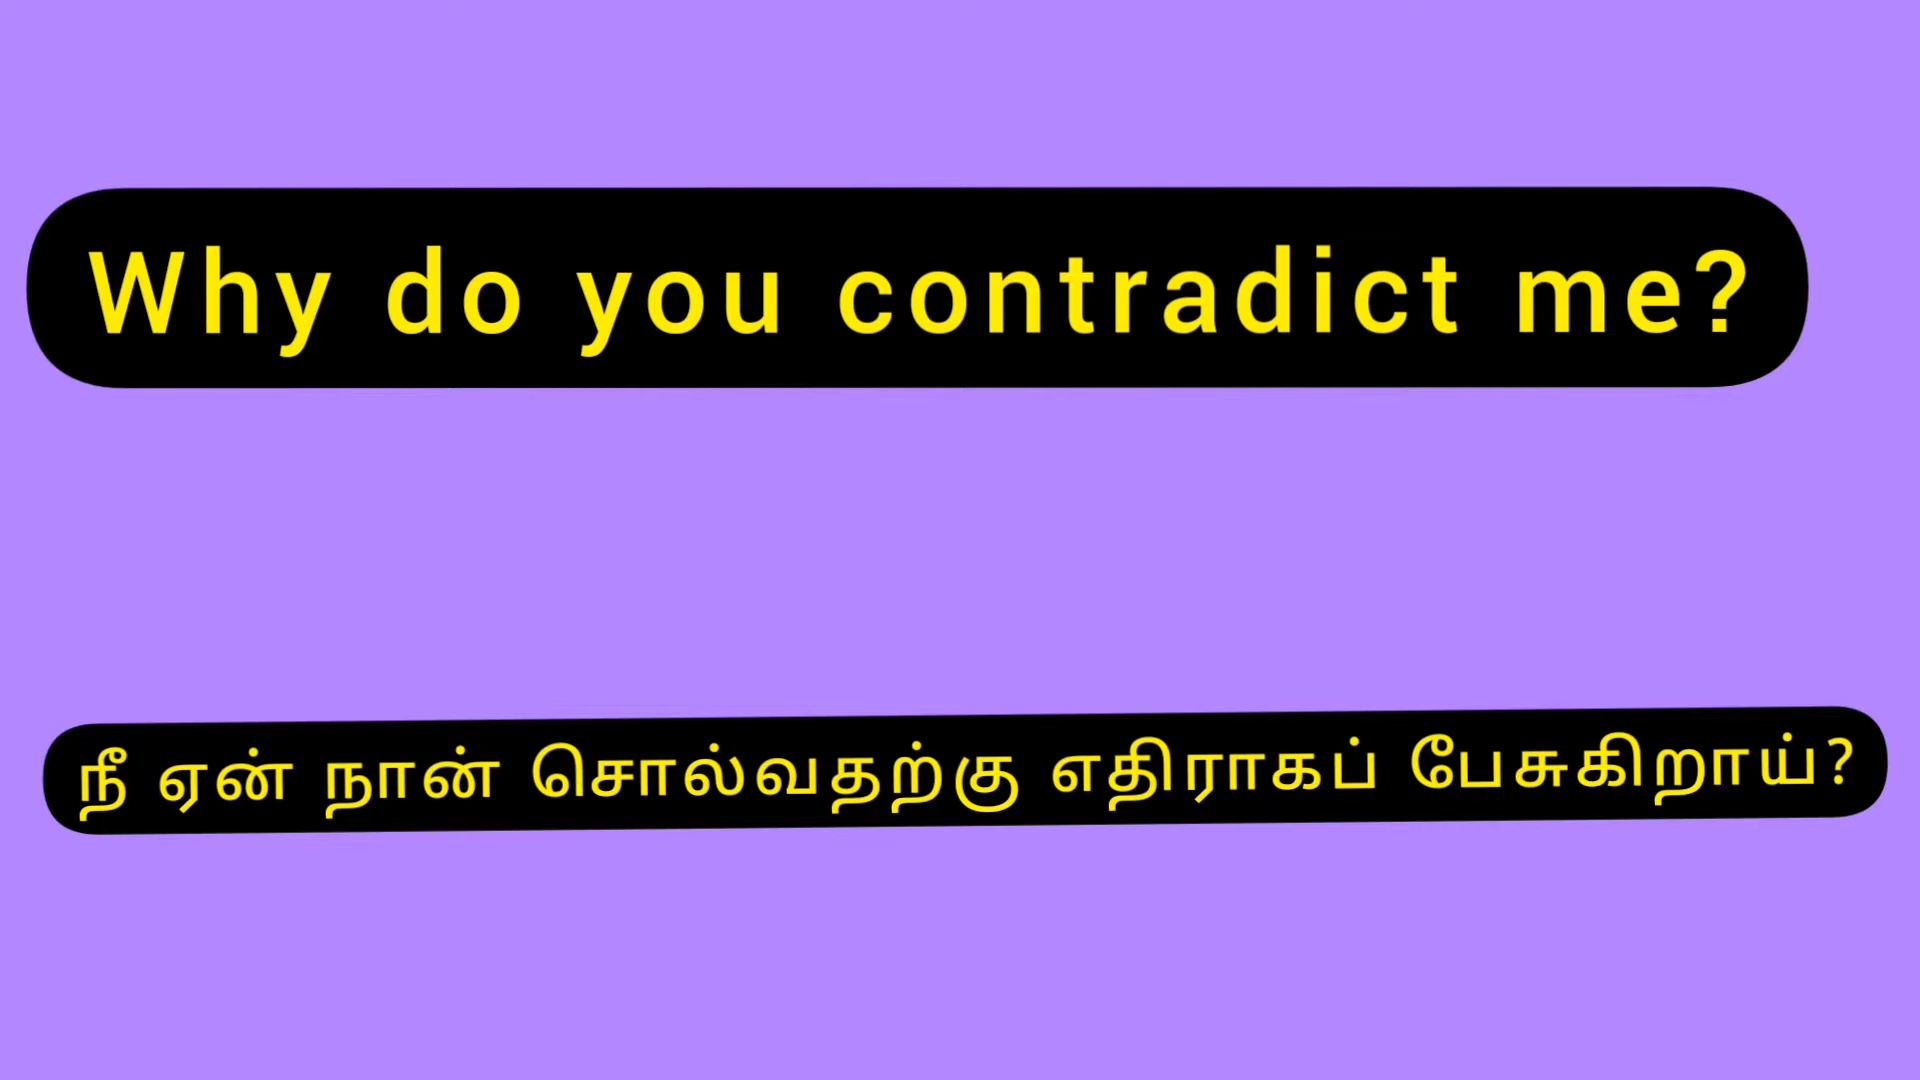 Why do you contradict me?
நீ ஏன் நான் சொல்வதற்கு எதிராகப் பேசுகிறாய்?